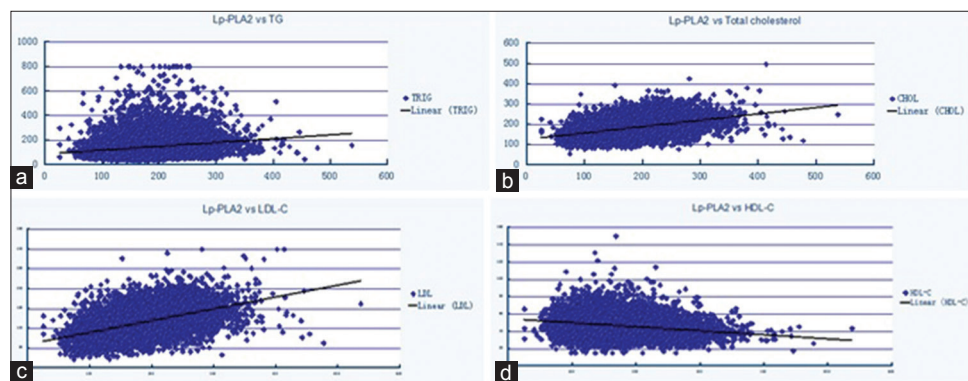 Lp-PLA2 vs TG
1000
800
600
400
200
0
0 100 200 300 400 500 600
TRIG
Linear (TRIG)
a
Lp-PLA2 vs Total cholesterol
600
500
400
300
200
100
0
0 100 200 300 400 500 600
CHOL
Linear (CHOL)
b
Lp-PLA2 vs LDL-C
LDL
Linear (LDL)
c
Lp-PLA2 vs HDL-C
HDL-C
Linear (HDL-C)
d